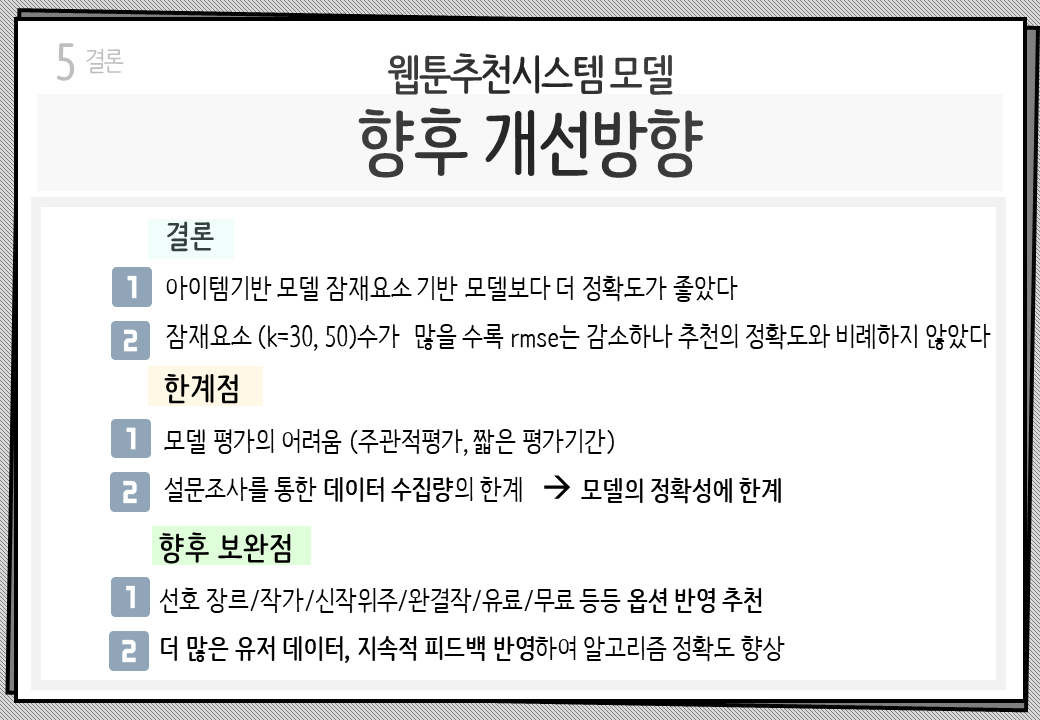 5 결론
웹툰추천시스템 모델
향후 개선방향
결론
1 아이템기반 모델 잠재요소 기반 모델보다 더 정확도가 좋았다
2 잠재요소 (k=30, 50)수가 많을 수록 rmse는 감소하나 추천의 정확도와 비례하지 않았다
한계점
1 모델 평가의 어려움 (주관적평가, 짧은 평가기간)
2 설문조사를 통한 데이터 수집량의 한계 → 모델의 정확성에 한계
향후 보완점
1 선호 장르/작가/신작위주/완결작/유료/무료 등등 옵션 반영 추천
2 더 많은 유저 데이터, 지속적 피드백 반영하여 알고리즘 정확도 향상